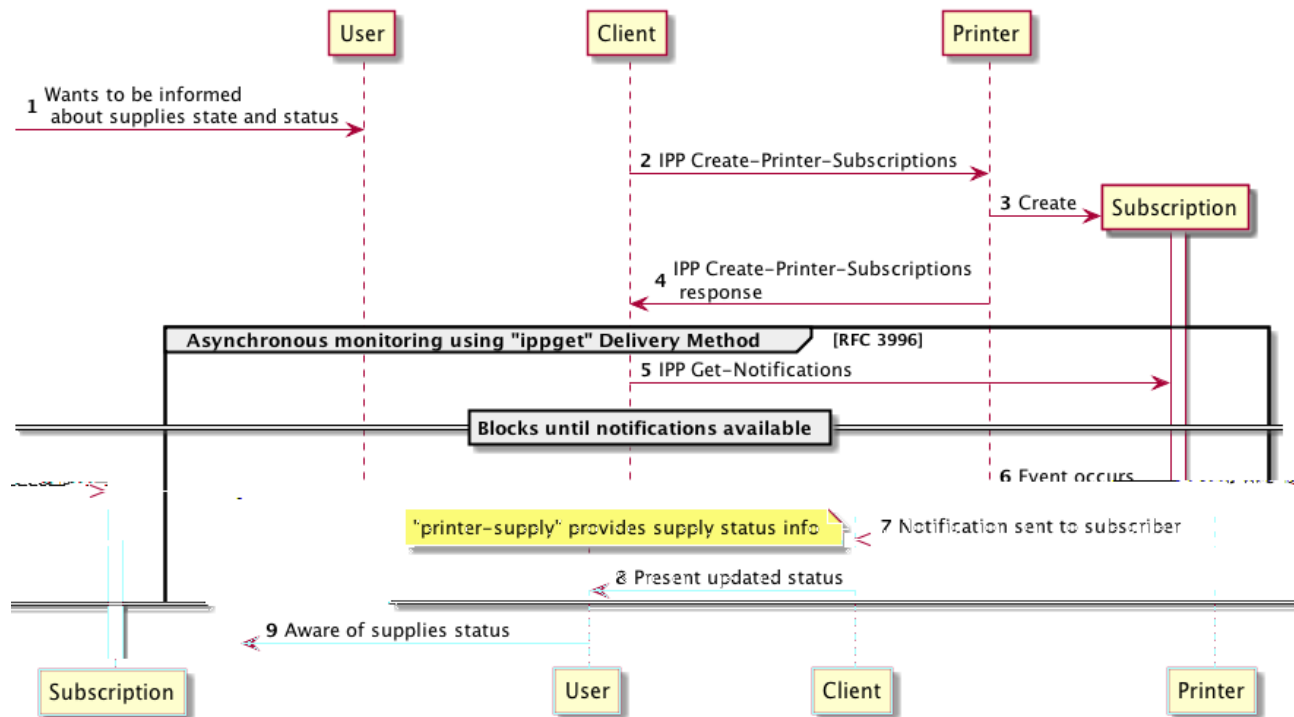 User
Client
Printer
1 Wants to be informed
about supplies state and status
2 IPP Create-Printer-Subscriptions
3 Create
Subscription
4 IPP Create-Printer-Subscriptions
response
Asynchronous monitoring using "ippget" Delivery Method
[RFC 3996]
5 IPP Get-Notifications
Blocks until notifications available
6 Event occurs
"printer-supply" provides supply status info
7 Notification sent to subscriber
8 Present updated status
9 Aware of supplies status
Subscription
User
Client
Printer